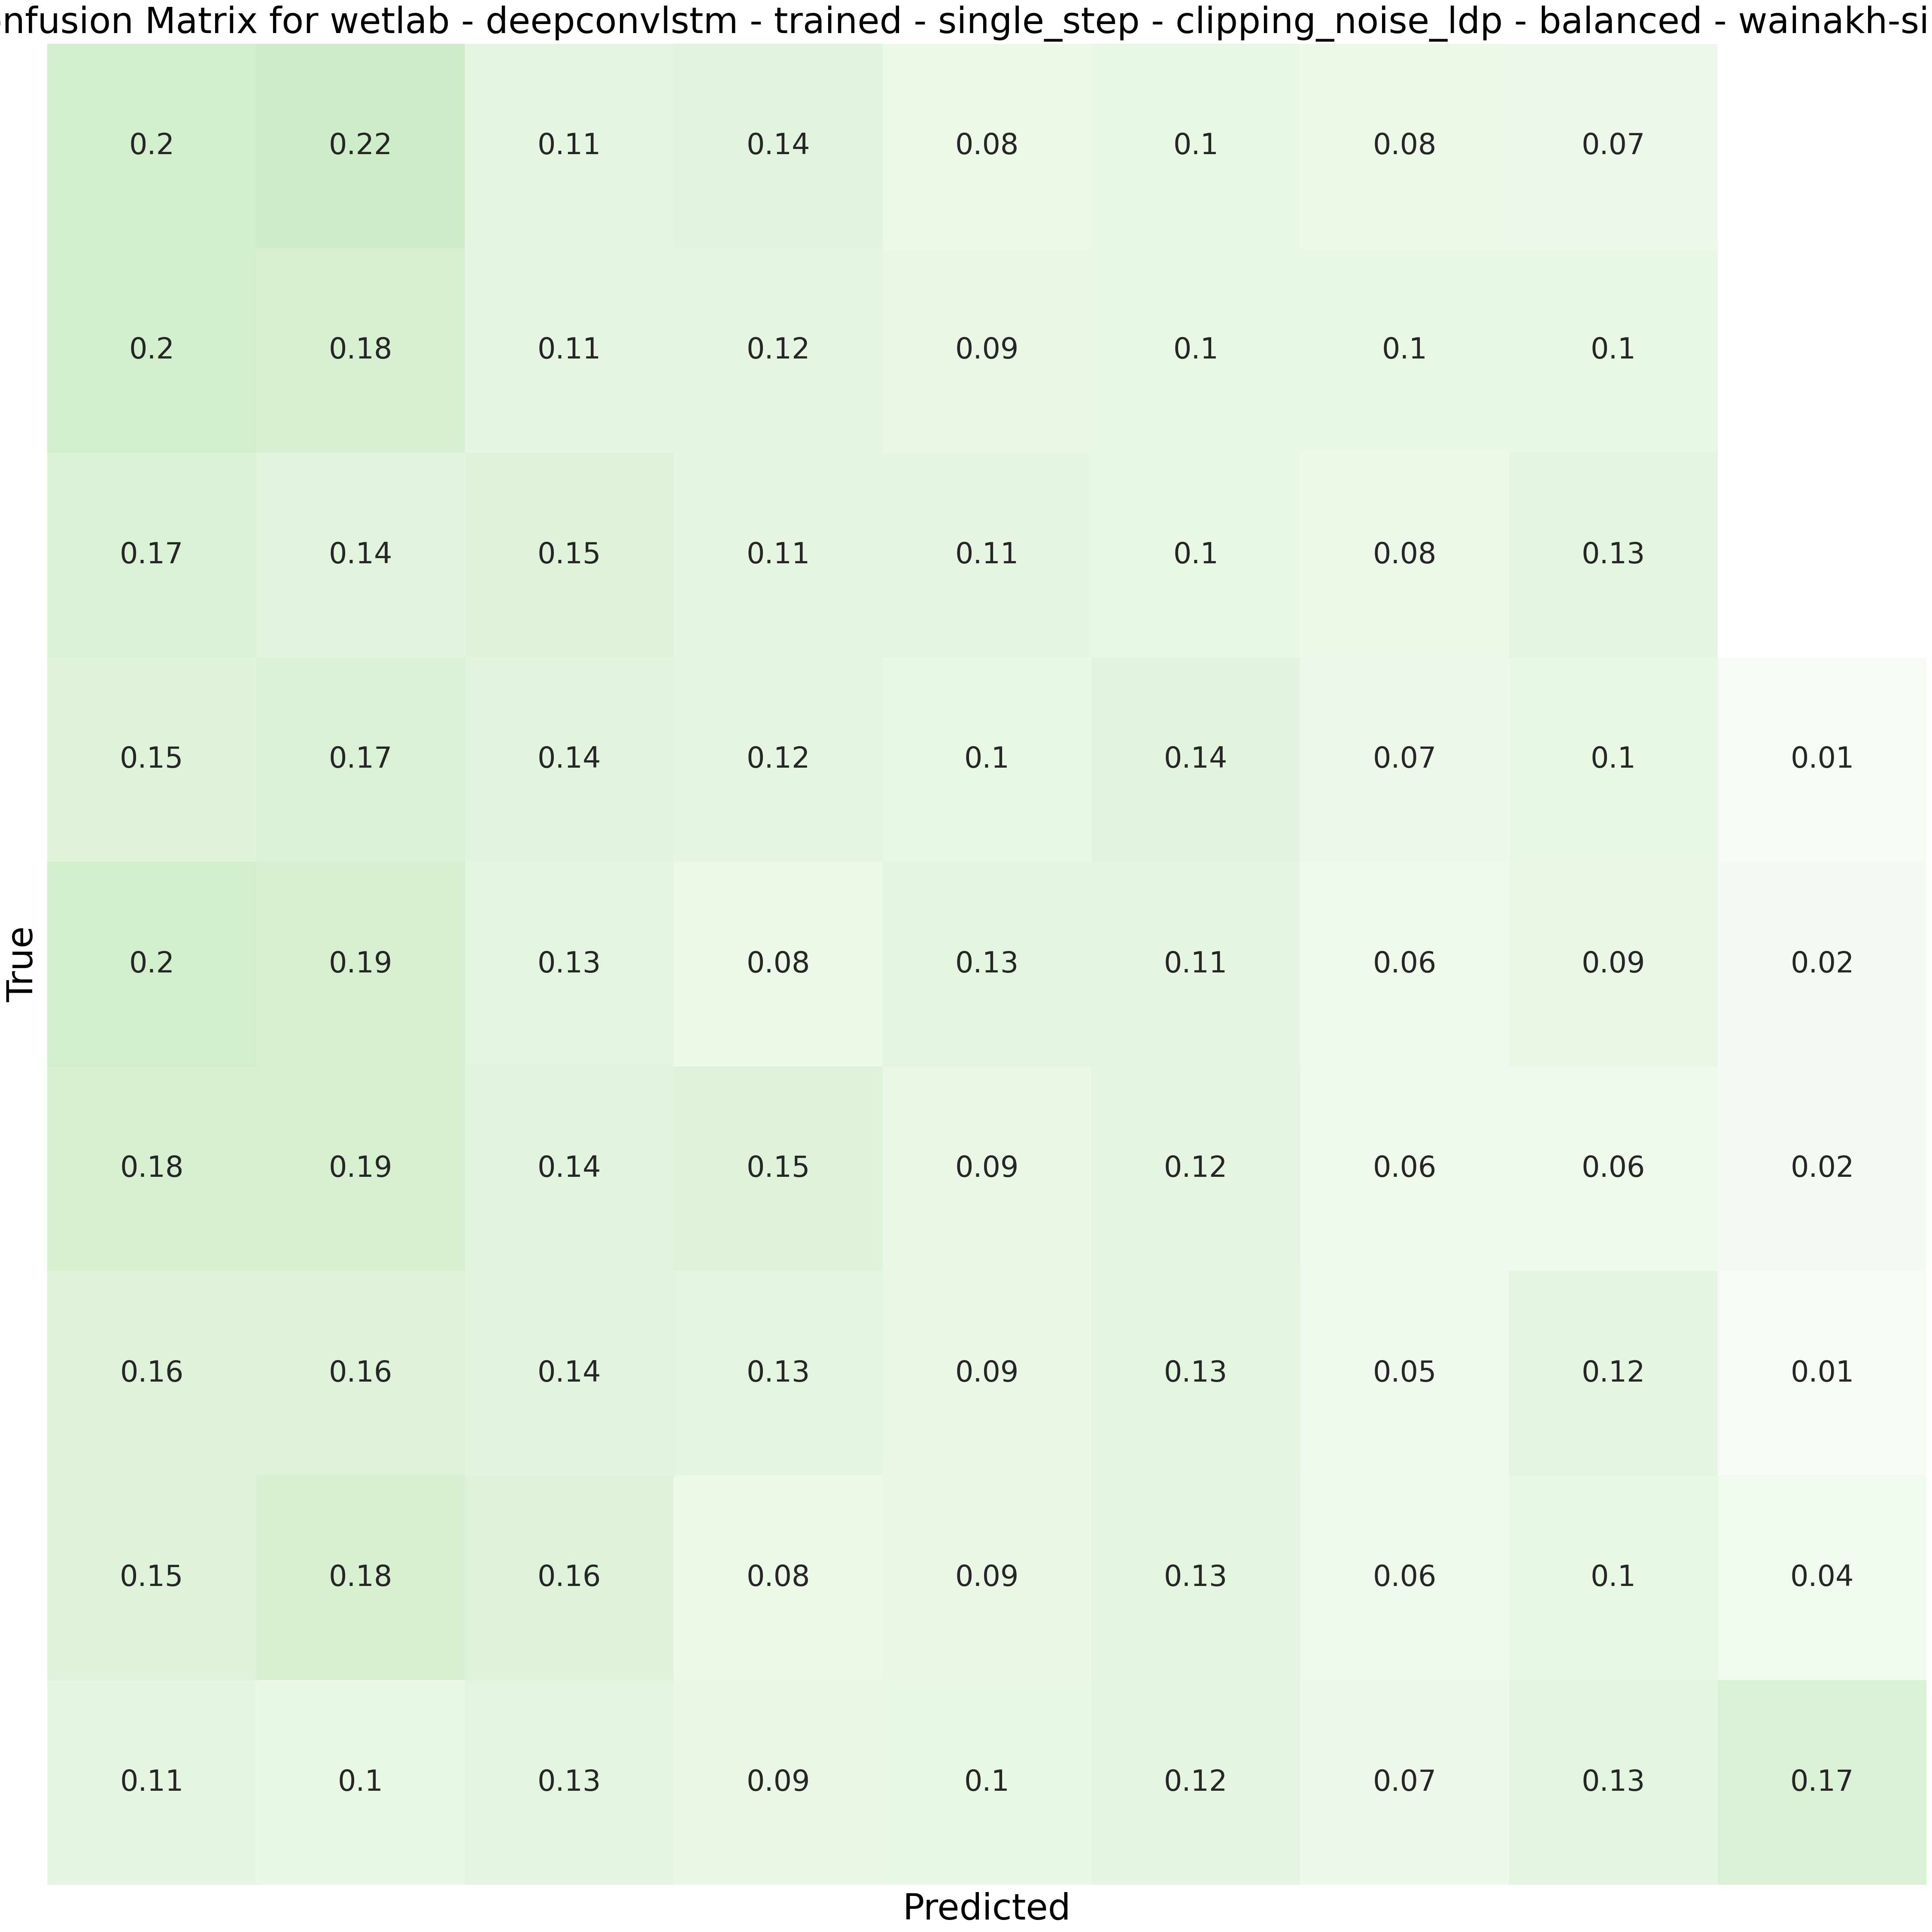 nfusion Matrix for wetlab - deepconvlstm - trained - single_step - clipping_noise_ldp - balanced - wainakh-si
0.2 0.22 0.11 0.14 0.08 0.1 0.08 0.07
0.2 0.18 0.11 0.12 0.09 0.1 0.1 0.1
0.17 0.14 0.15 0.11 0.11 0.1 0.08 0.13
0.15 0.17 0.14 0.12 0.1 0.14 0.07 0.1 0.01
0.2 0.19 0.13 0.08 0.13 0.11 0.06 0.09 0.02
0.18 0.19 0.14 0.15 0.09 0.12 0.06 0.06 0.02
0.16 0.16 0.14 0.13 0.09 0.13 0.05 0.12 0.01
0.15 0.18 0.16 0.08 0.09 0.13 0.06 0.1 0.04
0.11 0.1 0.13 0.09 0.1 0.12 0.07 0.13 0.17
True
Predicted